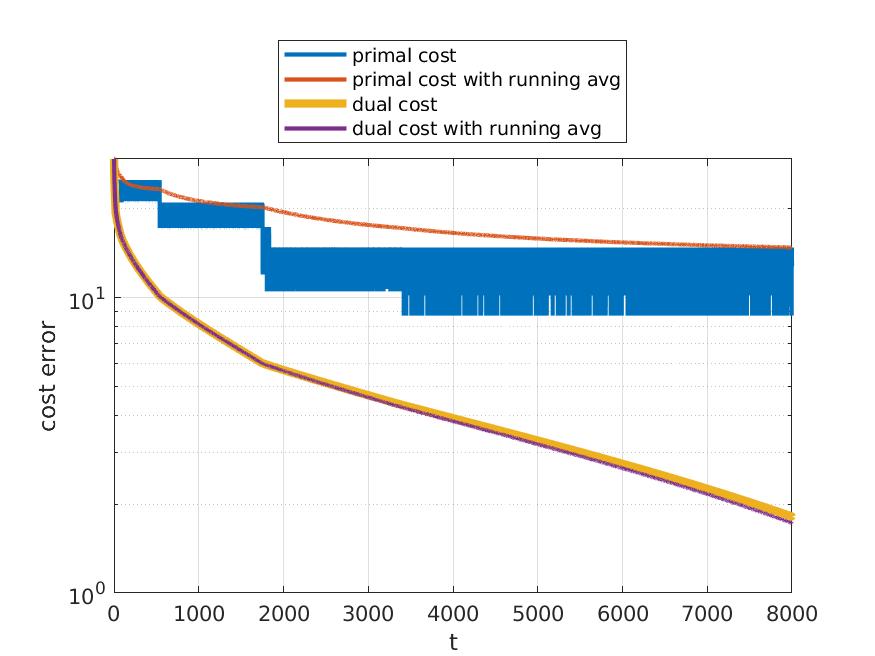 primal cost
primal cost with running avg
dual cost
dual cost with running avg
cost error
10^1
10^0
0 1000 2000 3000 4000 5000 6000 7000 8000
t